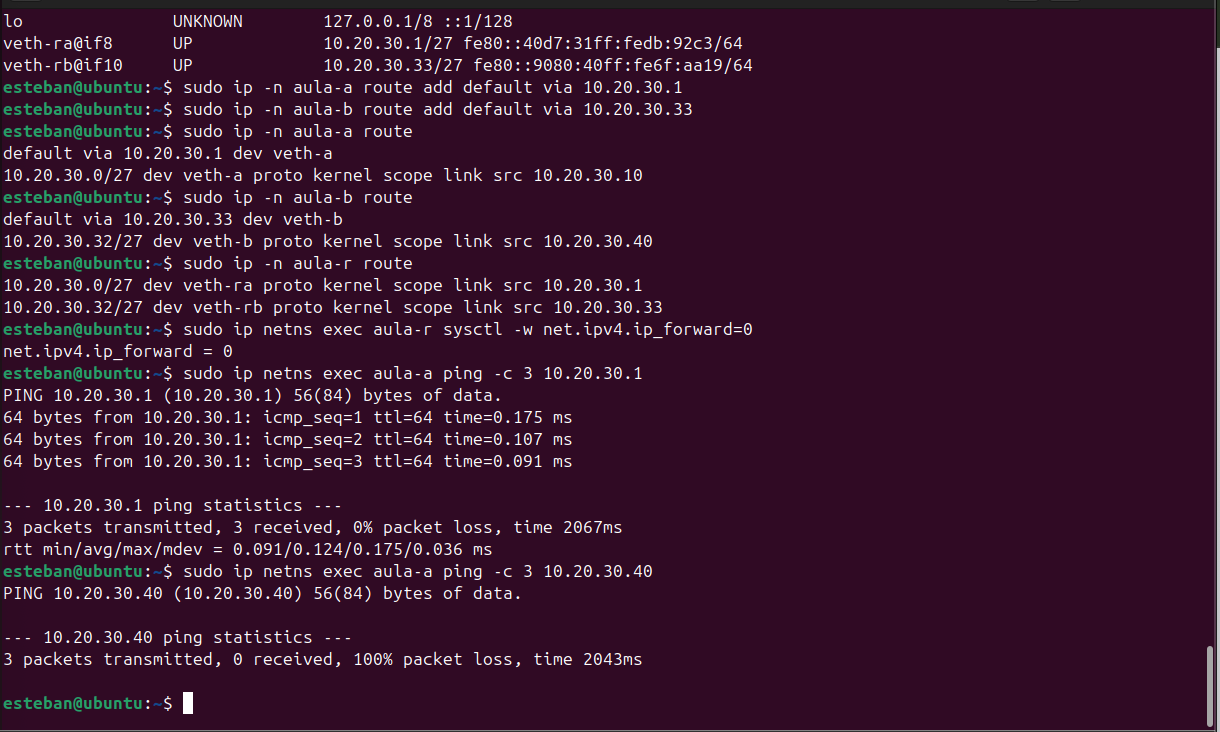 lo               UNKNOWN        127.0.0.1/8 ::1/128
veth-ra@if8      UP             10.20.30.1/27 fe80::40d7:31ff:fedb:92c3/64
veth-rb@if10     UP             10.20.30.33/27 fe80::9080:40ff:fe6f:aa19/64
esteban@ubuntu:~$ sudo ip -n aula-a route add default via 10.20.30.1
esteban@ubuntu:~$ sudo ip -n aula-b route add default via 10.20.30.33
esteban@ubuntu:~$ sudo ip -n aula-a route
default via 10.20.30.1 dev veth-a
10.20.30.0/27 dev veth-a proto kernel scope link src 10.20.30.10
esteban@ubuntu:~$ sudo ip -n aula-b route
default via 10.20.30.33 dev veth-b
10.20.30.32/27 dev veth-b proto kernel scope link src 10.20.30.40
esteban@ubuntu:~$ sudo ip -n aula-r route
10.20.30.0/27 dev veth-ra proto kernel scope link src 10.20.30.1
10.20.30.32/27 dev veth-rb proto kernel scope link src 10.20.30.33
esteban@ubuntu:~$ sudo ip netns exec aula-r sysctl -w net.ipv4.ip_forward=0
net.ipv4.ip_forward = 0
esteban@ubuntu:~$ sudo ip netns exec aula-a ping -c 3 10.20.30.1
PING 10.20.30.1 (10.20.30.1) 56(84) bytes of data.
64 bytes from 10.20.30.1: icmp_seq=1 ttl=64 time=0.175 ms
64 bytes from 10.20.30.1: icmp_seq=2 ttl=64 time=0.107 ms
64 bytes from 10.20.30.1: icmp_seq=3 ttl=64 time=0.091 ms

--- 10.20.30.1 ping statistics ---
3 packets transmitted, 3 received, 0% packet loss, time 2067ms
rtt min/avg/max/mdev = 0.091/0.124/0.175/0.036 ms
esteban@ubuntu:~$ sudo ip netns exec aula-a ping -c 3 10.20.30.40
PING 10.20.30.40 (10.20.30.40) 56(84) bytes of data.

--- 10.20.30.40 ping statistics ---
3 packets transmitted, 0 received, 100% packet loss, time 2043ms

esteban@ubuntu:~$